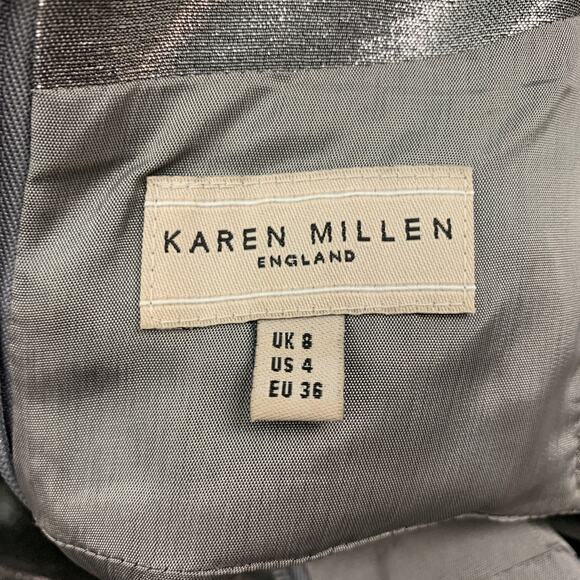 KAREN MILLEN
ENGLAND
UK 8
US 4
EU 36